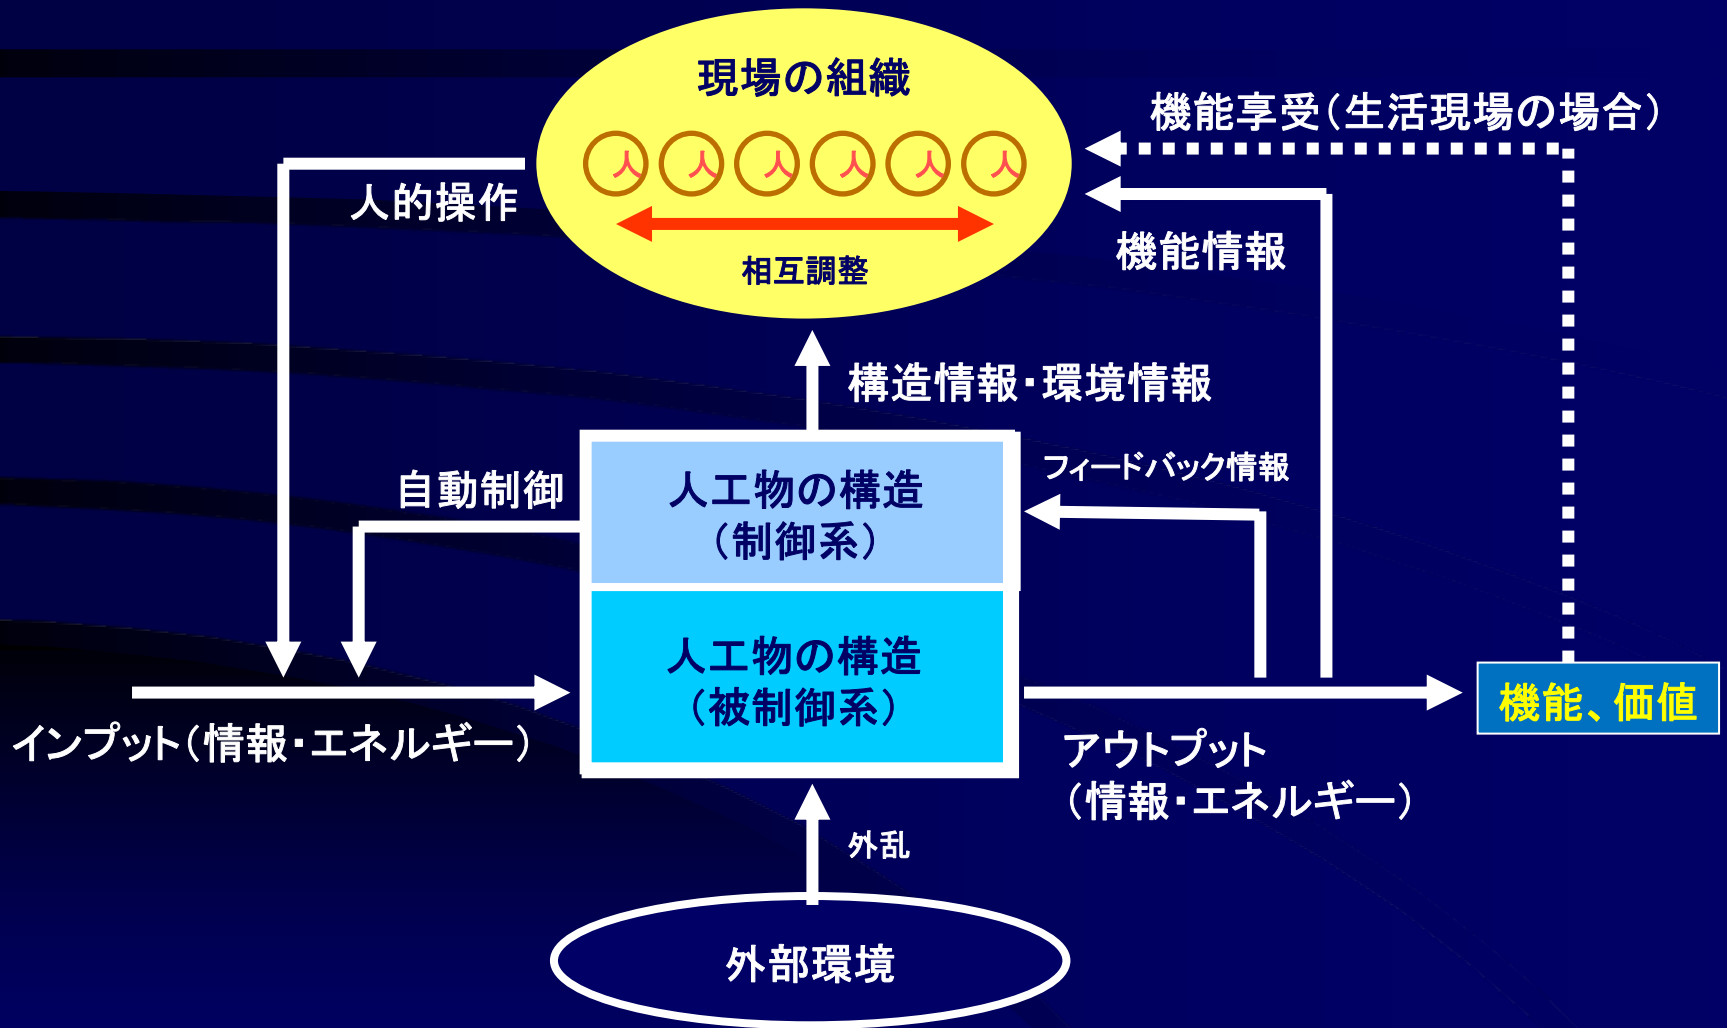 現場の組織
人 人 人 人 人 人
相互調整
機能享受(生活現場の場合)
人的操作
機能情報
構造情報・環境情報
フィードバック情報
自動制御
人工物の構造
(制御系)
人工物の構造
(被制御系)
機能、価値
インプット(情報・エネルギー)
アウトプット
(情報・エネルギー)
外乱
外部環境